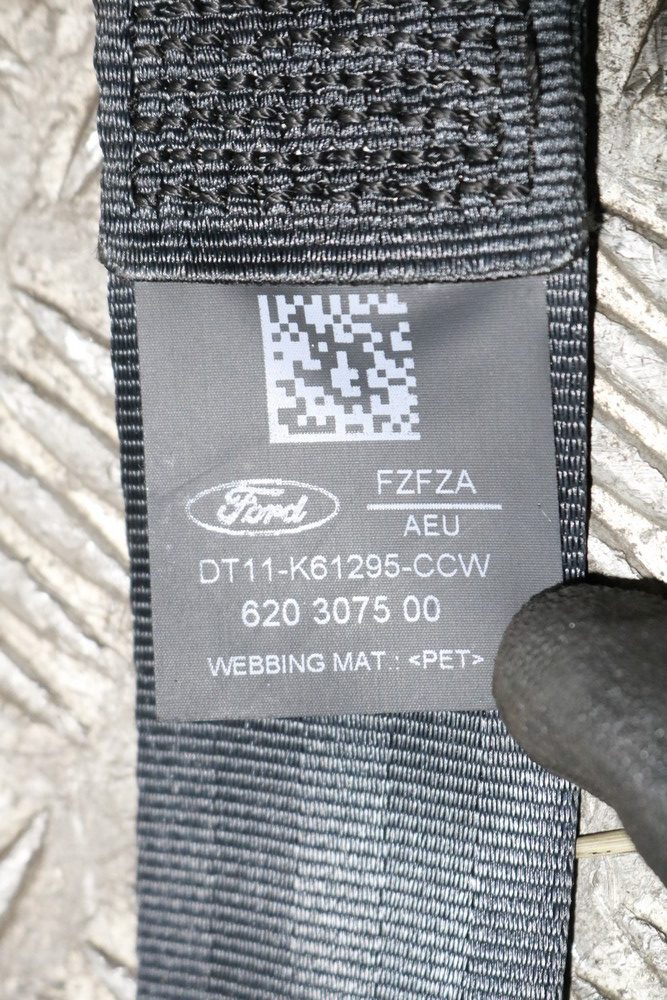 Ford
FZFZA
AEU
DT11-K61295-CCW
620 3075 00
WEBBING MAT.: <PET>